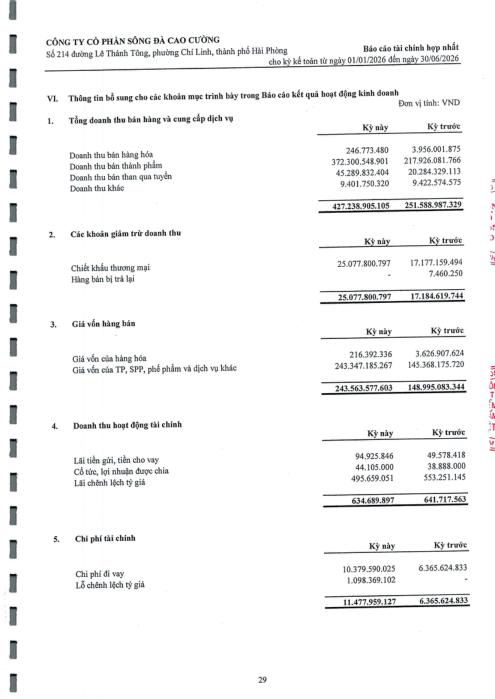 CÔNG TY CỔ PHẦN SÔNG ĐÀ CAO CƯỜNG
Số 214 đường Lê Thánh Tông, phường Chí Linh, thành phố Hải Phòng
Báo cáo tài chính hợp nhất
cho kỳ kế toán từ ngày 01/01/2026 đến ngày 30/06/2026
VI. Thông tin bổ sung cho các khoản mục trình bày trong Báo cáo kết quả hoạt động kinh doanh
Đơn vị tính: VND
1. Tổng doanh thu bán hàng và cung cấp dịch vụ
Kỳ này Kỳ trước
Doanh thu bán hàng hóa 246.773.480 3.956.001.875
Doanh thu bán thành phẩm 372.300.548.901 217.926.081.766
Doanh thu bán than qua tuyển 45.289.832.404 20.284.329.113
Doanh thu khác 9.401.750.320 9.422.574.575
427.238.905.105 251.588.987.329
2. Các khoản giảm trừ doanh thu
Kỳ này Kỳ trước
Chiết khấu thương mại 25.077.800.797 17.177.159.494
Hàng bán bị trả lại - 7.460.250
25.077.800.797 17.184.619.744
3. Giá vốn hàng bán
Kỳ này Kỳ trước
Giá vốn của hàng hóa 216.392.336 3.626.907.624
Giá vốn của TP, SPP, phế phẩm và dịch vụ khác 243.347.185.267 145.368.175.720
243.563.577.603 148.995.083.344
4. Doanh thu hoạt động tài chính
Kỳ này Kỳ trước
Lãi tiền gửi, tiền cho vay 94.925.846 49.578.418
Cổ tức, lợi nhuận được chia 44.105.000 38.888.000
Lãi chênh lệch tỷ giá 495.659.051 553.251.145
634.689.897 641.717.563
5. Chi phí tài chính
Kỳ này Kỳ trước
Chi phí đi vay 10.379.590.025 6.365.624.833
Lỗ chênh lệch tỷ giá 1.098.369.102 -
11.477.959.127 6.365.624.833
29